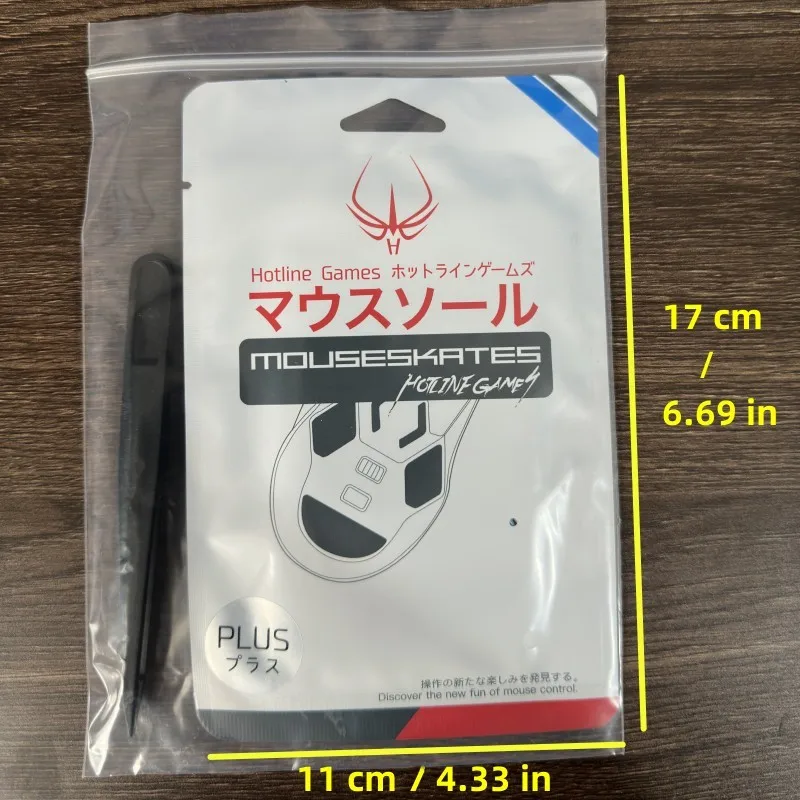 Hotline Games ホットラインゲームズ
マウスソール
MOUSESKATES
HOTLINE GAMES
17 cm
/
6.69 in
PLUS
プラス
操作の新たな楽しみを発見する。
Discover the new fun of mouse control.
11 cm / 4.33 in